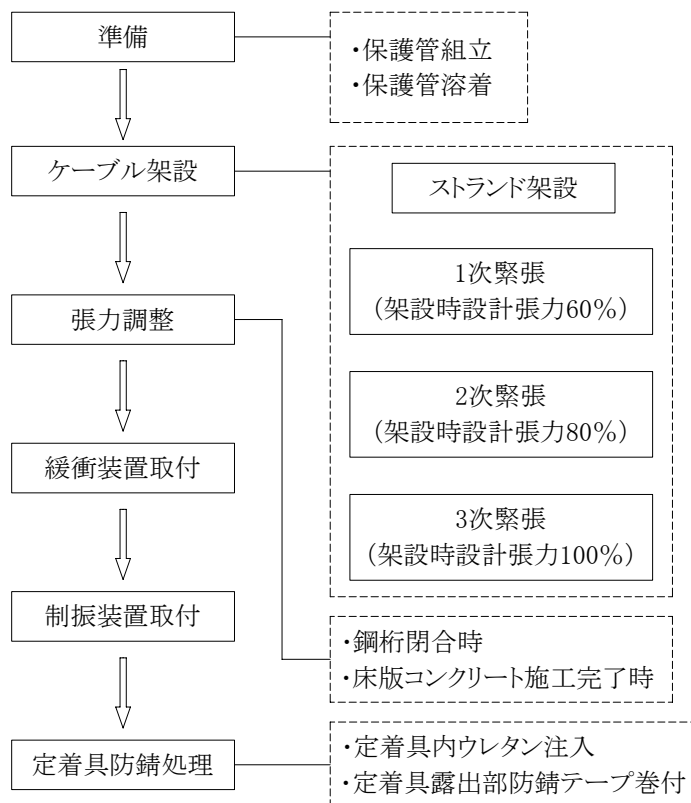 準備
・保護管組立
・保護管溶着
ケーブル架設
ストランド架設
1次緊張
(架設時設計張力60%)
2次緊張
(架設時設計張力80%)
3次緊張
(架設時設計張力100%)
張力調整
・鋼桁閉合時
・床版コンクリート施工完了時
緩衝装置取付
制振装置取付
定着具防錆処理
・定着具内ウレタン注入
・定着具露出部防錆テープ巻付